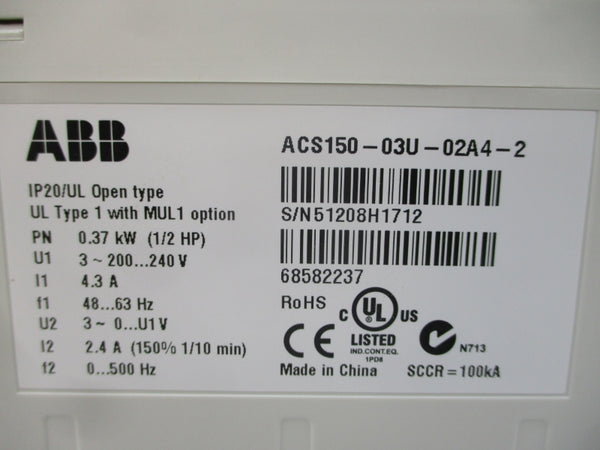 ABB
ACS150-03U-02A4-2
IP20/UL Open type
UL Type 1 with MUL1 option
S/N51208H1712
PN 0.37 kW (1/2 HP)
U1 3~200...240 V
I1 4.3 A
f1 48...63 Hz
U2 3~ 0...U1 V
I2 2.4 A (150% 1/10 min)
f2 0...500 Hz
68582237
RoHS
C UL US
LISTED
IND.CONT.EQ.
1PD8
CE
N713
Made in China SCCR = 100kA